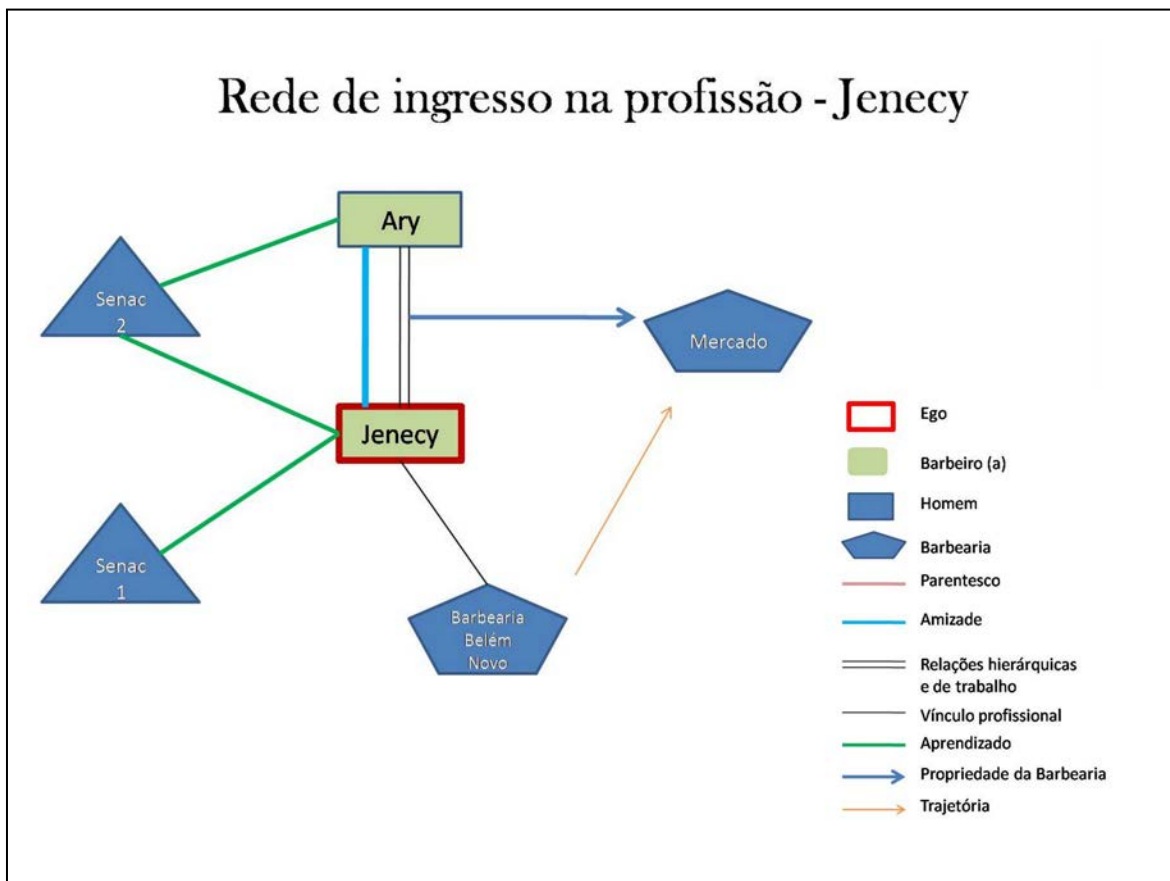 Rede de ingresso na profissão - Jenecy
Ary
Senac
2
Mercado
Jenecy
Senac
1
Barbearia
Belém
Novo
Ego
Barbeiro (a)
Homem
Barbearia
Parentesco
Amizade
Relações hierárquicas
e de trabalho
Vínculo profissional
Aprendizado
Propriedade da Barbearia
Trajetória